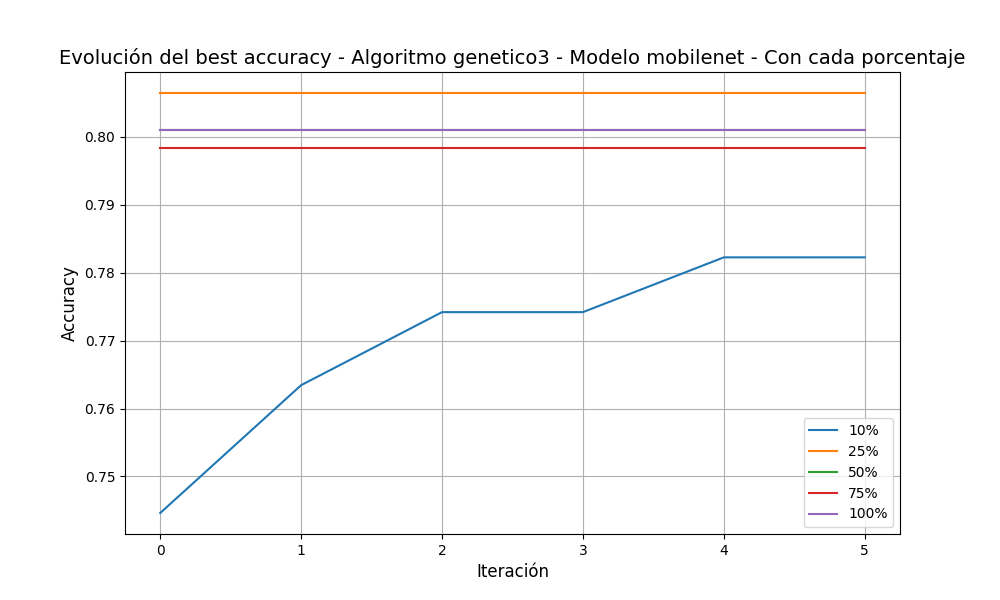 Evolución del best accuracy - Algoritmo genetico3 - Modelo mobilenet - Con cada porcentaje
Accuracy
0.80
0.79
0.78
0.77
0.76
0.75
0 1 2 3 4 5
Iteración
10%
25%
50%
75%
100%